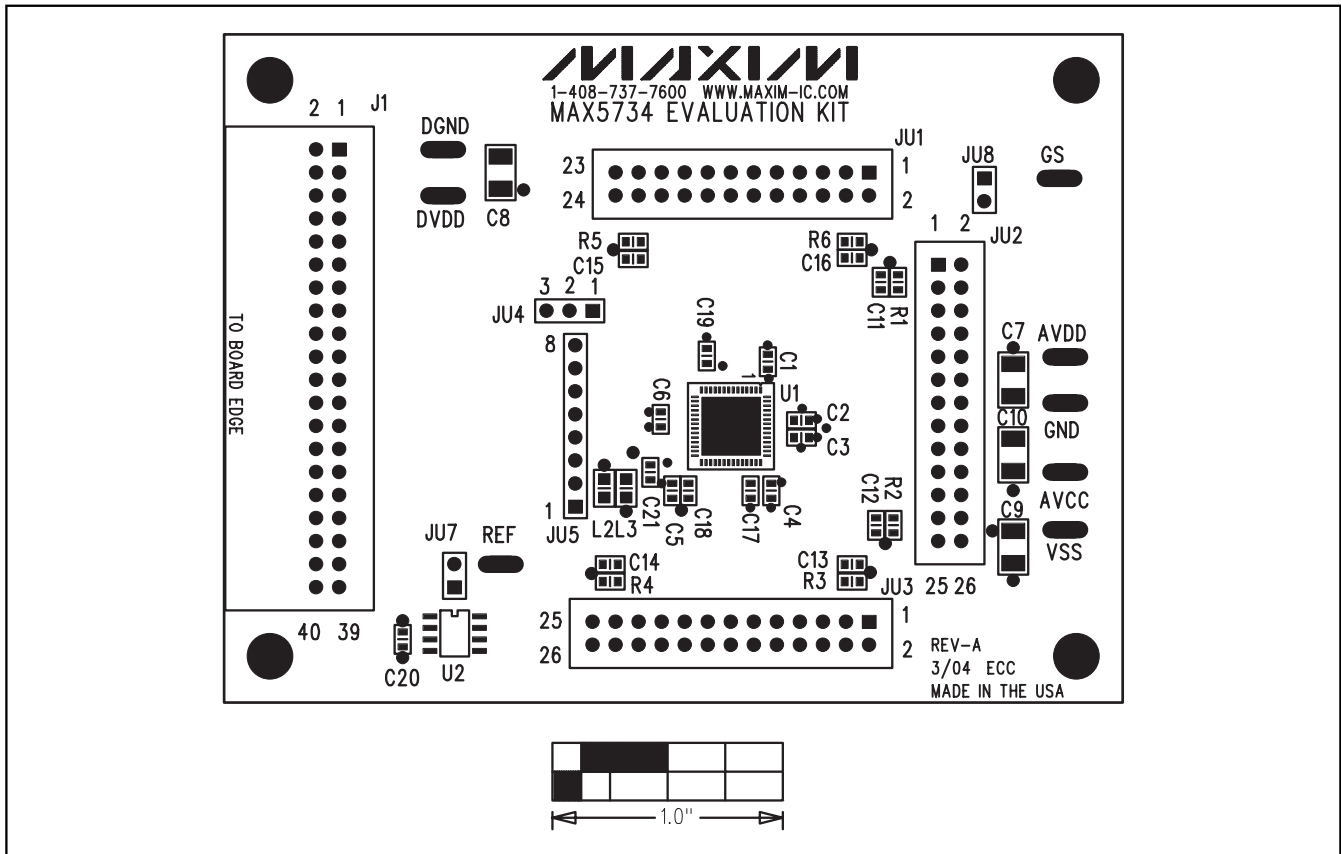 MAXIM
1-408-737-7600 WWW.MAXIM-IC.COM
MAX5734 EVALUATION KIT
2 1
J1
DGND
DVDD
C8
23
24
JU1
1
2
JU8
GS
1 2
JU2
R5
C15
R6
C16
C11
R1
3 2 1
JU4
8
C19
C1
1
U1
C6
C2
C3
C7
AVDD
C10
GND
AVCC
C9
VSS
TO BOARD EDGE
1
JU5
L2L3
C21
C5
C18
C17
C4
C12
R2
JU7
REF
C14
R4
C13
R3
JU3
25 26
25
26
1
2
40 39
C20
U2
REV-A
3/04 ECC
MADE IN THE USA
1.0"